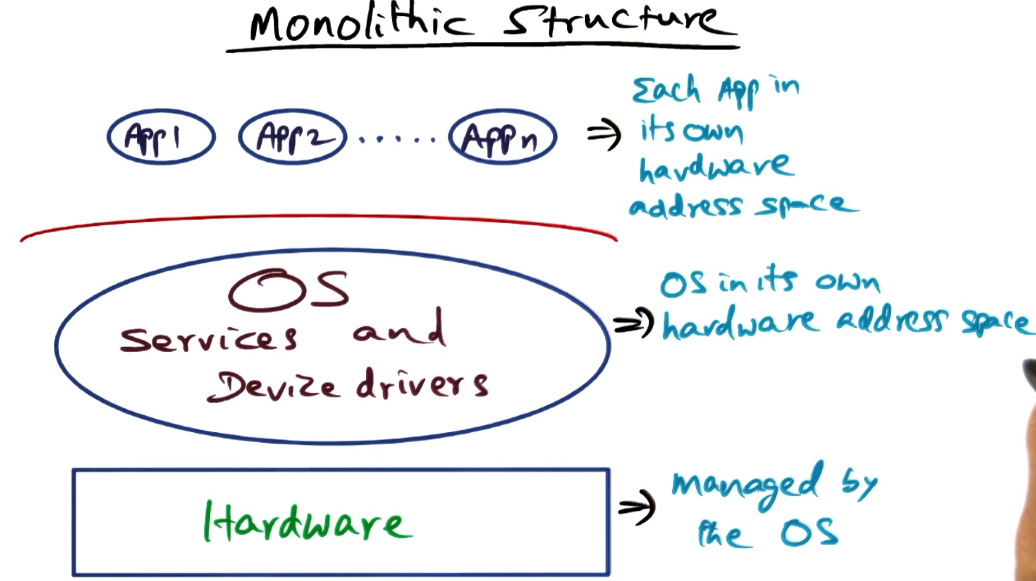 Monolithic Structure
App1 App2 ..... Appn ⇒
Each App in
its own
hardware
address space
OS
Services and
Device drivers
⇒ OS in its own
hardware address space
Hardware
⇒ managed by
the OS